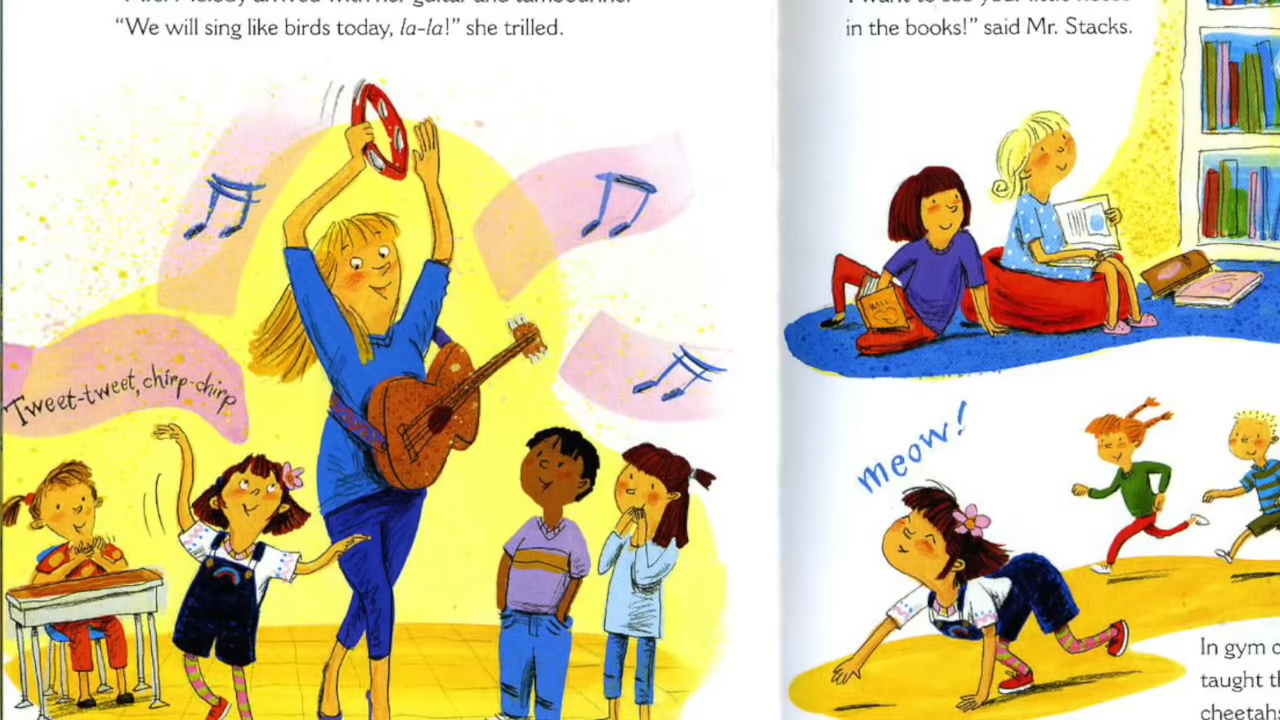 "We will sing like birds today, la-la!" she trilled.
Tweet-tweet, chirp-chirp
in the books!" said Mr. Stacks.
meow!
In gym
taught
cheetahs